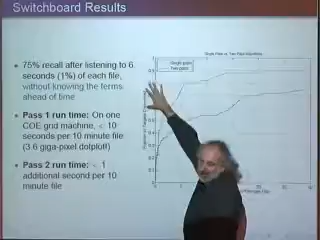 Switchboard Results
75% recall after listening to 6
seconds (1%) of each file,
without knowing the terms
ahead of time
Pass 1 run time: On one
COE grid machine, < 10
seconds per 10 minute file
(3.6 giga-pixel dotplot!)
Pass 2 run time: < 1
additional second per 10
minute file